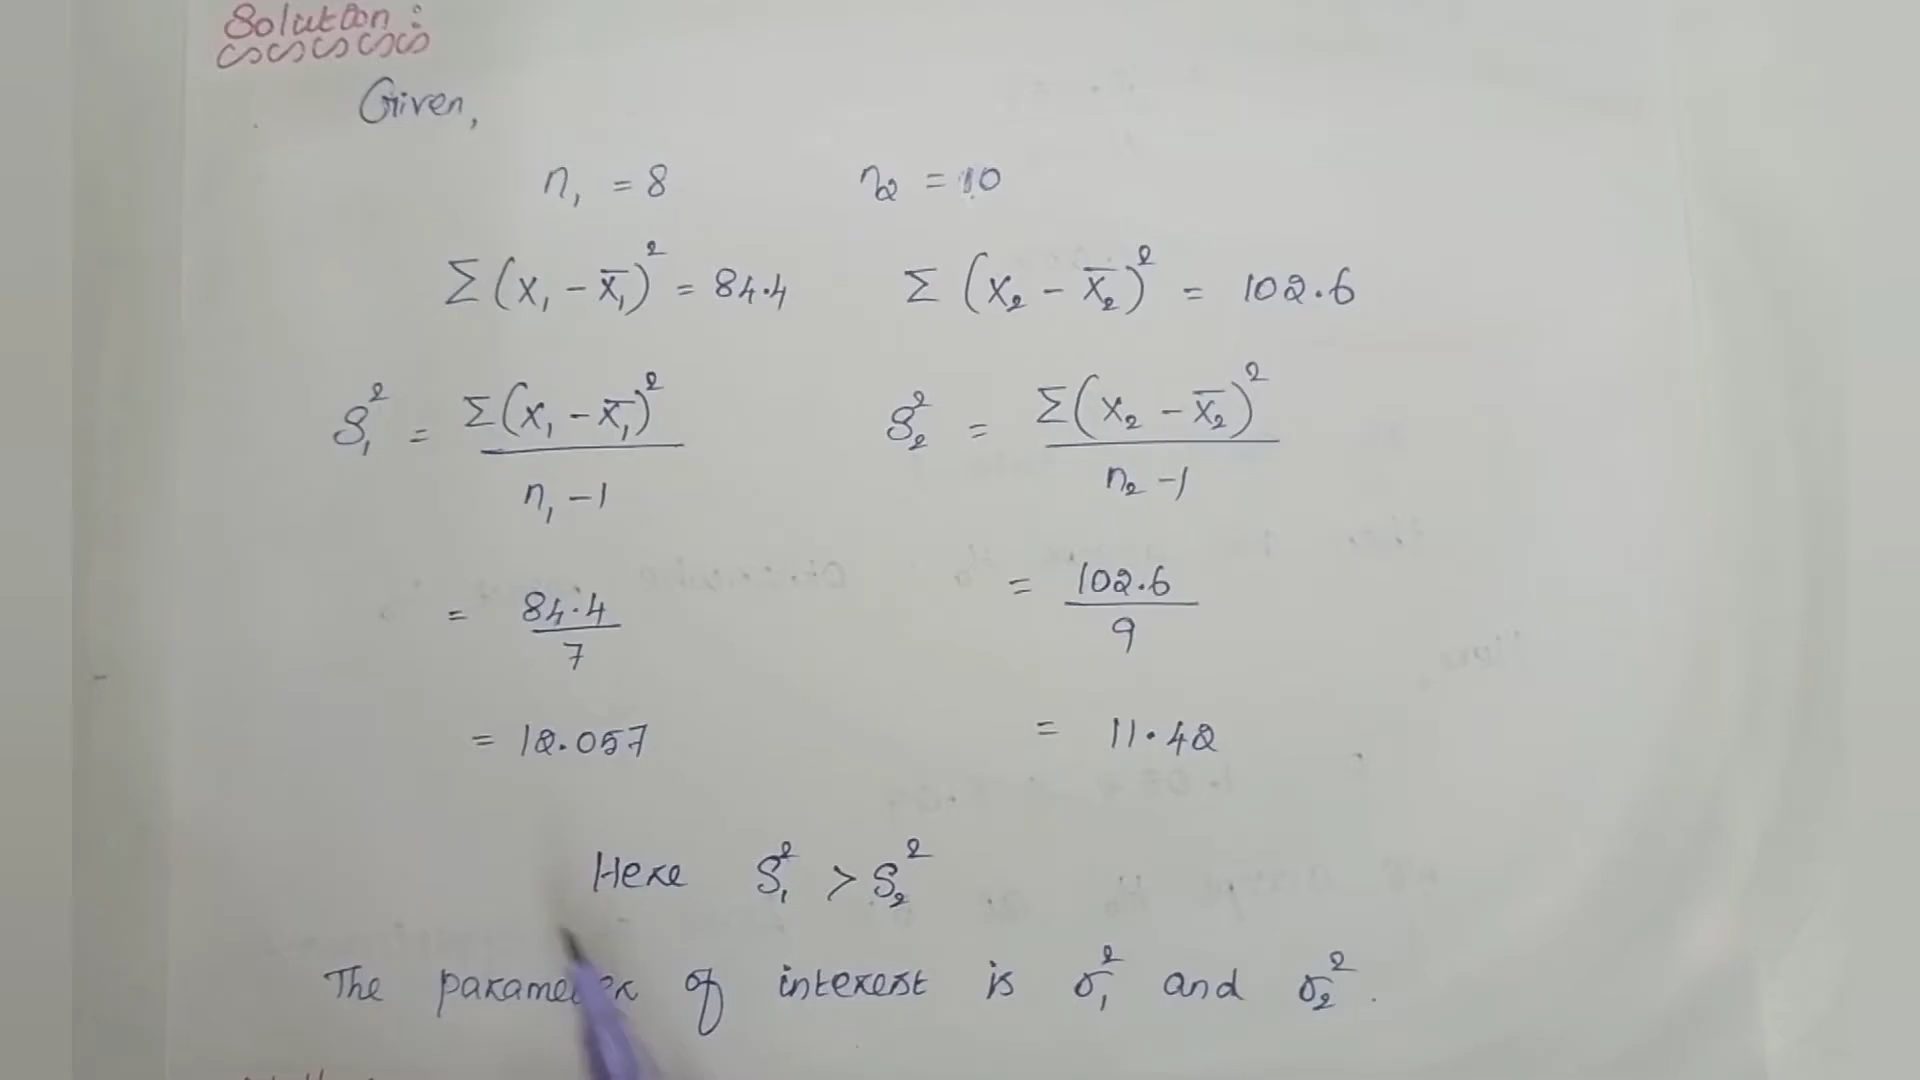 Solution:
Given,
n₁ = 8 n₂ = 10
Σ(x₁ - x̄₁)² = 84.4 Σ(x₂ - x̄₂)² = 102.6
S₁² = Σ(x₁ - x̄₁)² / n₁ - 1 S₂² = Σ(x₂ - x̄₂)² / n₂ - 1
= 84.4 / 7 = 102.6 / 9
= 12.057 = 11.42
Here S₁² > S₂²
The parameter of interest is σ₁² and σ₂².